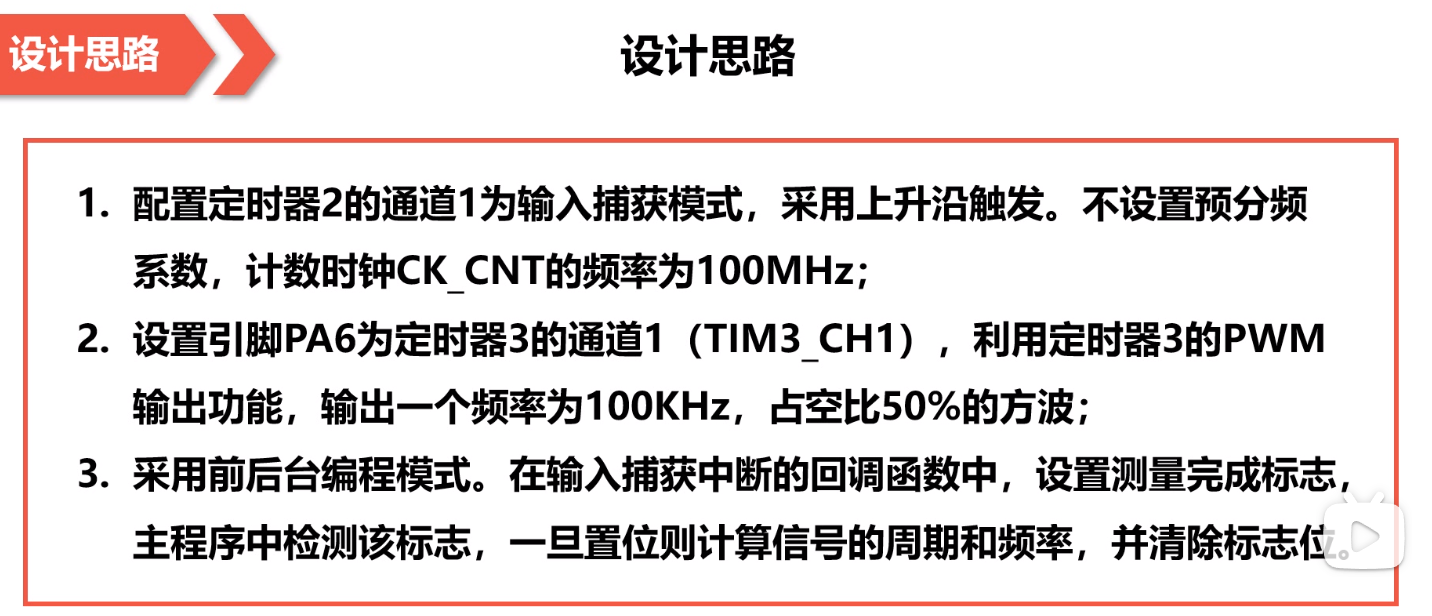 设计思路
设计思路
1. 配置定时器2的通道1为输入捕获模式，采用上升沿触发。不设置预分频
系数，计数时钟CK_CNT的频率为100MHz；
2. 设置引脚PA6为定时器3的通道1（TIM3_CH1），利用定时器3的PWM
输出功能，输出一个频率为100KHz，占空比50%的方波；
3. 采用前后台编程模式。在输入捕获中断的回调函数中，设置测量完成标志，
主程序中检测该标志，一旦置位则计算信号的周期和频率，并清除标志位。